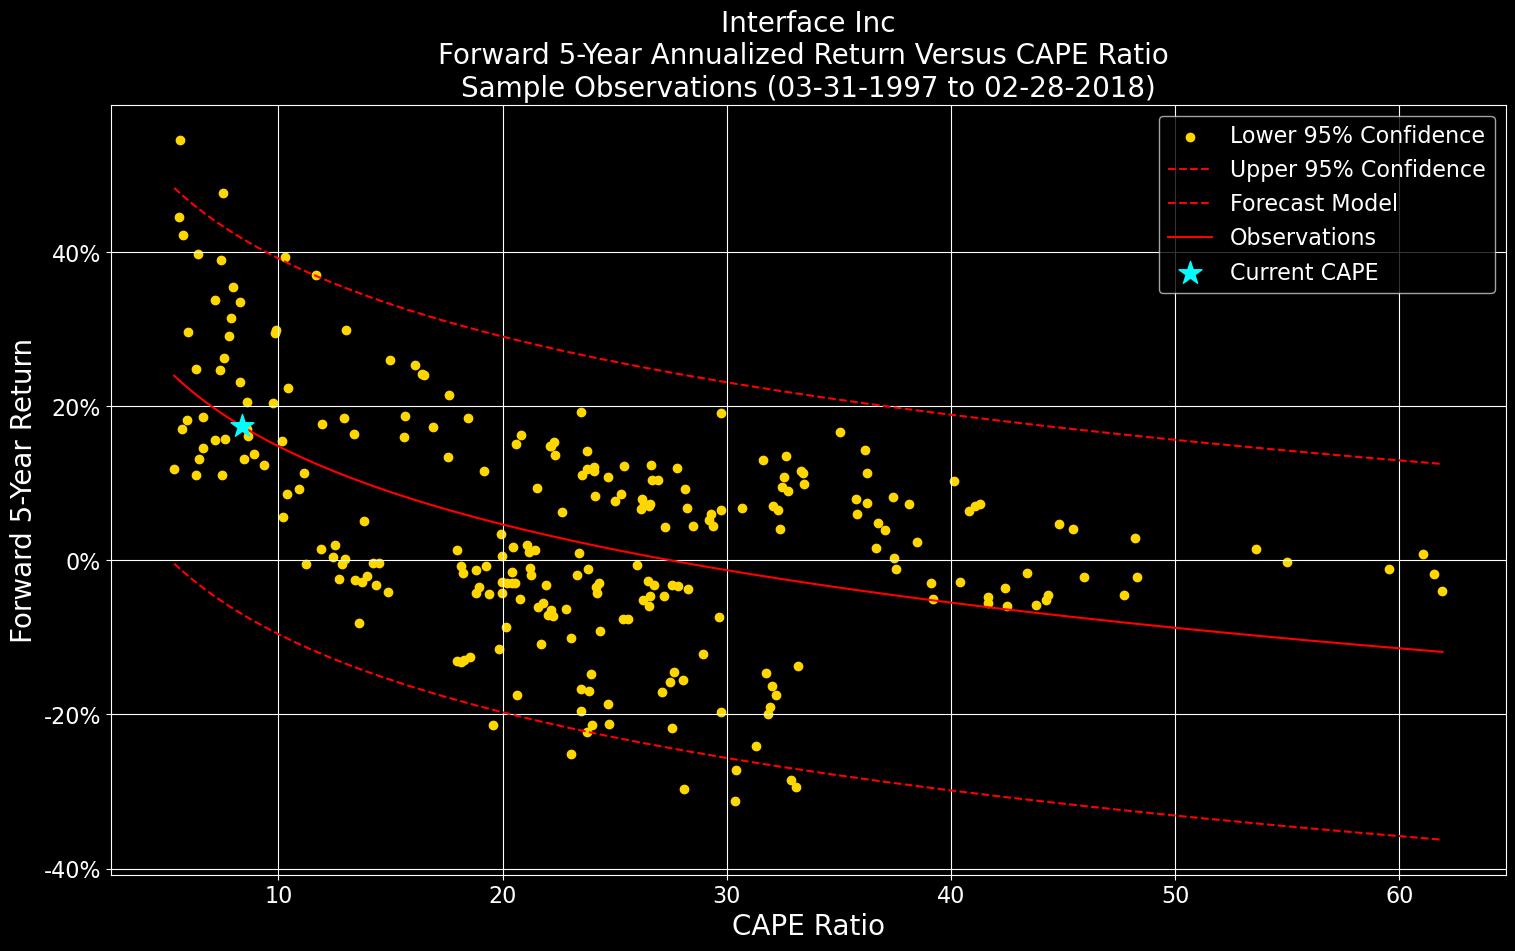 Interface Inc
Forward 5-Year Annualized Return Versus CAPE Ratio
Sample Observations (03-31-1997 to 02-28-2018)
Lower 95% Confidence
Upper 95% Confidence
Forecast Model
Observations
Current CAPE
Forward 5-Year Return
40%
20%
0%
-20%
-40%
10 20 30 40 50 60
CAPE Ratio